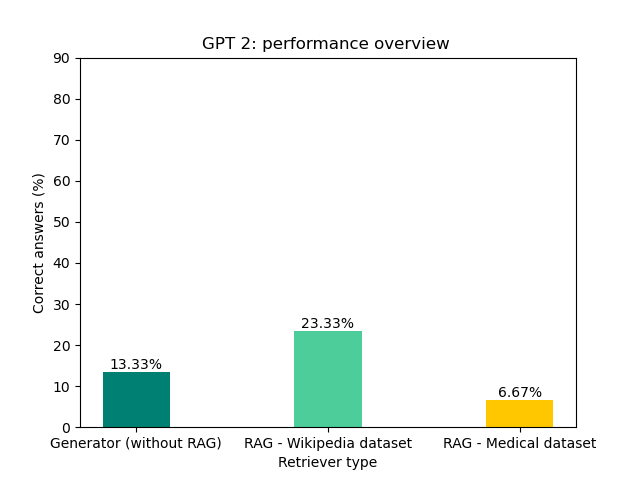 GPT 2: performance overview
90
80
70
60
50
40
30
20
10
0
Correct answers (%)
13.33%
23.33%
6.67%
Generator (without RAG)
RAG - Wikipedia dataset
RAG - Medical dataset
Retriever type